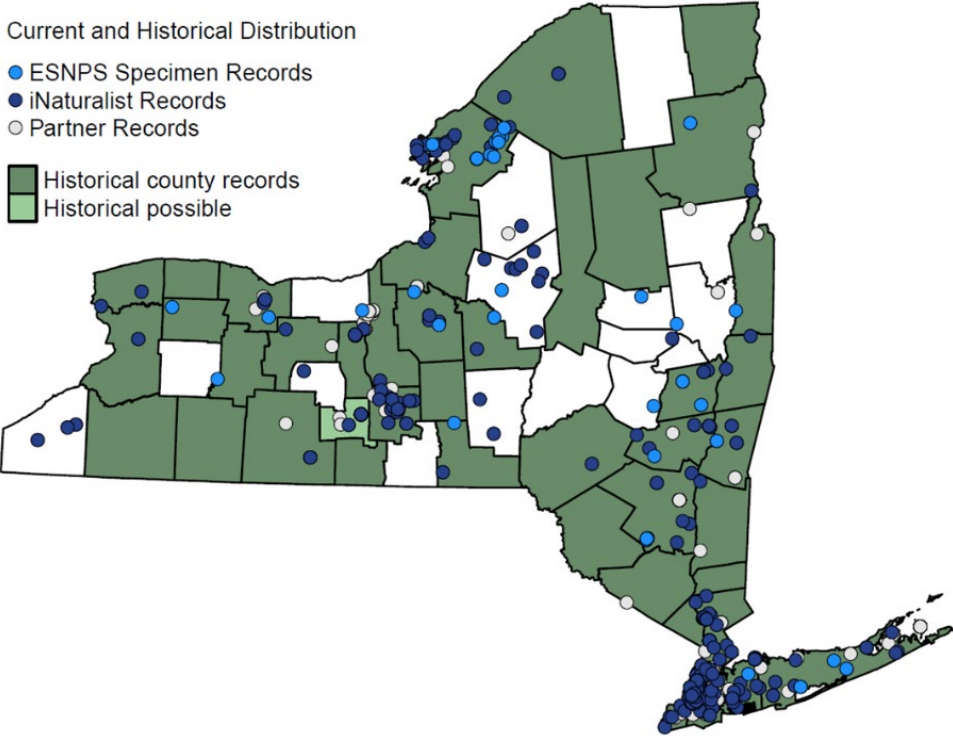 Current and Historical Distribution
ESNPS Specimen Records
iNaturalist Records
Partner Records
Historical county records
Historical possible